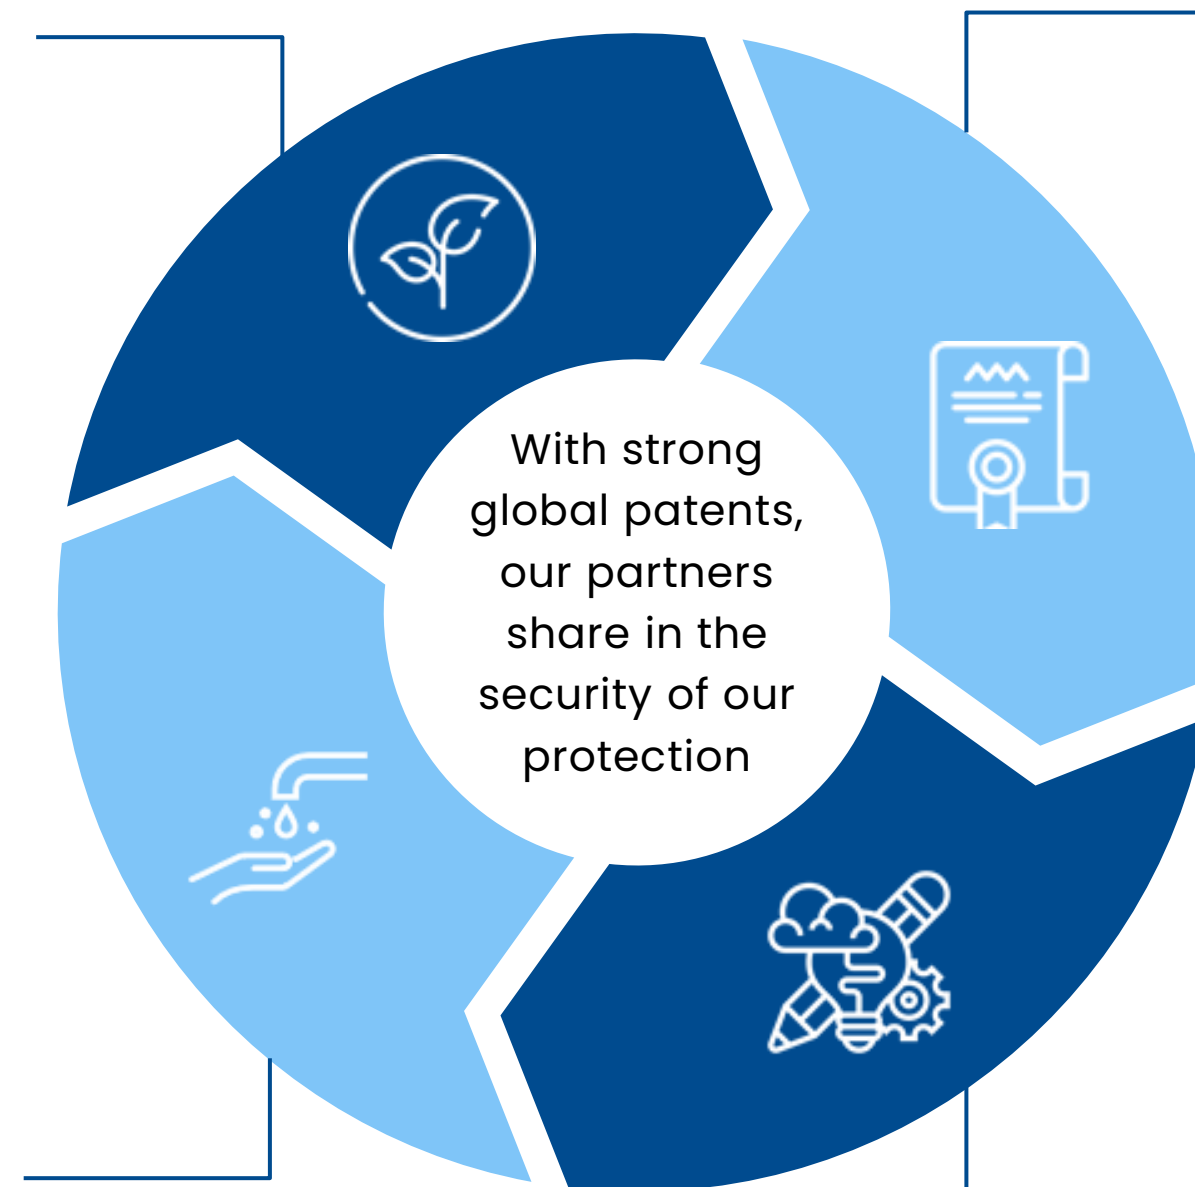 With strong
global patents,
our partners
share in the
security of our
protection